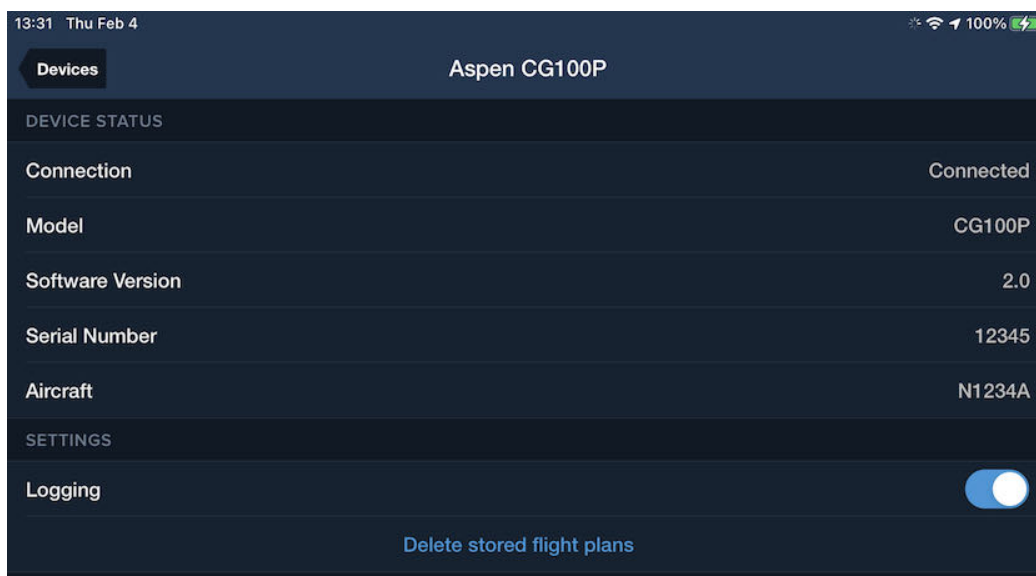 13:31 Thu Feb 4 100%
Devices Aspen CG100P
DEVICE STATUS
Connection Connected
Model CG100P
Software Version 2.0
Serial Number 12345
Aircraft N1234A
SETTINGS
Logging
Delete stored flight plans